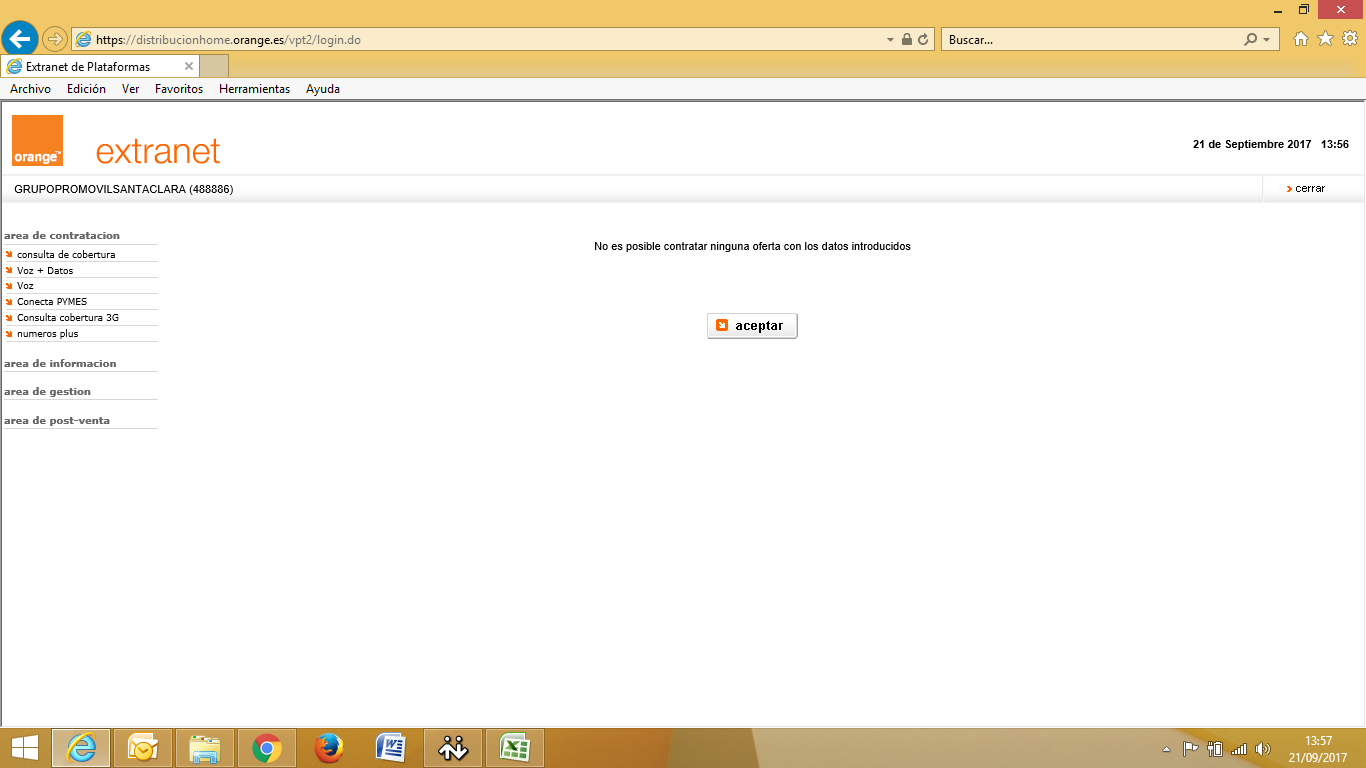 https://distribucionhome.orange.es/vpt2/login.do
Buscar...
Extranet de Plataformas
Archivo Edición Ver Favoritos Herramientas Ayuda
orange™
extranet
21 de Septiembre 2017 13:56
GRUPOPROMOVILSANTACLARA (488886)
cerrar
area de contratacion
consulta de cobertura
Voz + Datos
Voz
Conecta PYMES
Consulta cobertura 3G
numeros plus
area de informacion
area de gestion
area de post-venta
No es posible contratar ninguna oferta con los datos introducidos
aceptar
13:57
21/09/2017